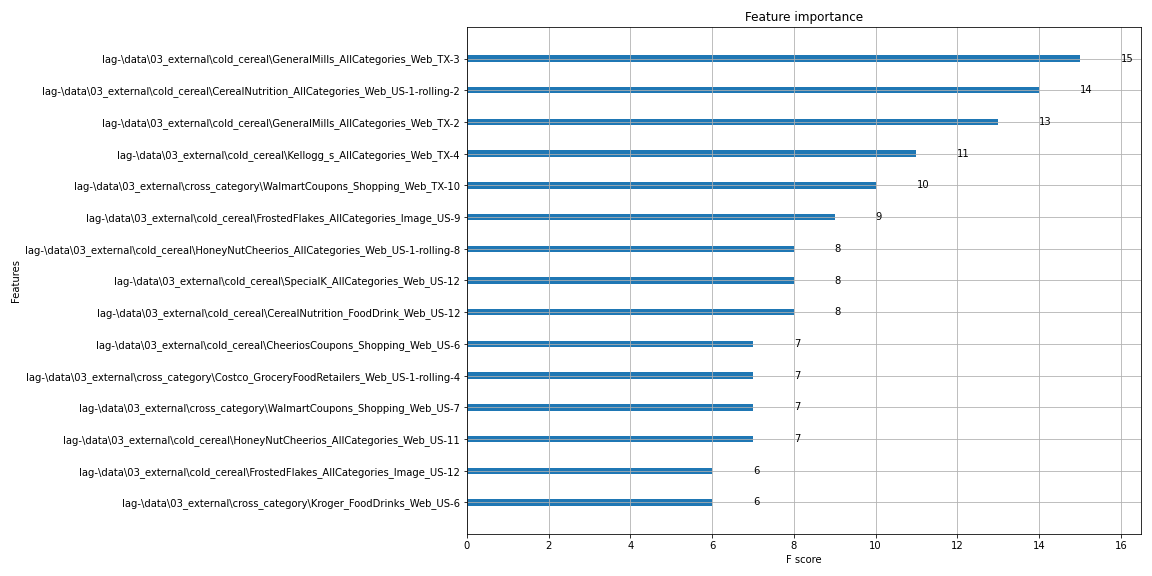 Feature importance
lag-\data\03_external\cold_cereal\GeneralMills_AllCategories_Web_TX-3 15
lag-\data\03_external\cold_cereal\CerealNutrition_AllCategories_Web_US-1-rolling-2 14
lag-\data\03_external\cold_cereal\GeneralMills_AllCategories_Web_TX-2 13
lag-\data\03_external\cold_cereal\Kellogg_s_AllCategories_Web_TX-4 11
lag-\data\03_external\cross_category\WalmartCoupons_Shopping_Web_TX-10 10
lag-\data\03_external\cold_cereal\FrostedFlakes_AllCategories_Image_US-9 9
lag-\data\03_external\cold_cereal\HoneyNutCheerios_AllCategories_Web_US-1-rolling-8 8
lag-\data\03_external\cold_cereal\SpecialK_AllCategories_Web_US-12 8
lag-\data\03_external\cold_cereal\CerealNutrition_FoodDrink_Web_US-12 8
lag-\data\03_external\cold_cereal\CheeriosCoupons_Shopping_Web_US-6 7
lag-\data\03_external\cross_category\Costco_GroceryFoodRetailers_Web_US-1-rolling-4 7
lag-\data\03_external\cross_category\WalmartCoupons_Shopping_Web_US-7 7
lag-\data\03_external\cold_cereal\HoneyNutCheerios_AllCategories_Web_US-11 7
lag-\data\03_external\cold_cereal\FrostedFlakes_AllCategories_Image_US-12 6
lag-\data\03_external\cross_category\Kroger_FoodDrinks_Web_US-6 6
Features
0 2 4 6 8 10 12 14 16
F score